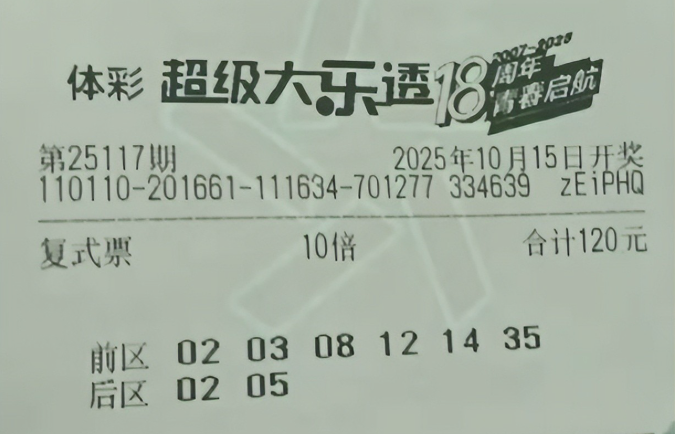 体彩 超级大乐透 18 2007-2025
周年
青春启航
第25117期 2025年10月15日开奖
110110-201661-111634-701277 334639 zEiPHQ
复式票 10倍 合计120元
前区 02 03 08 12 14 35
后区 02 05